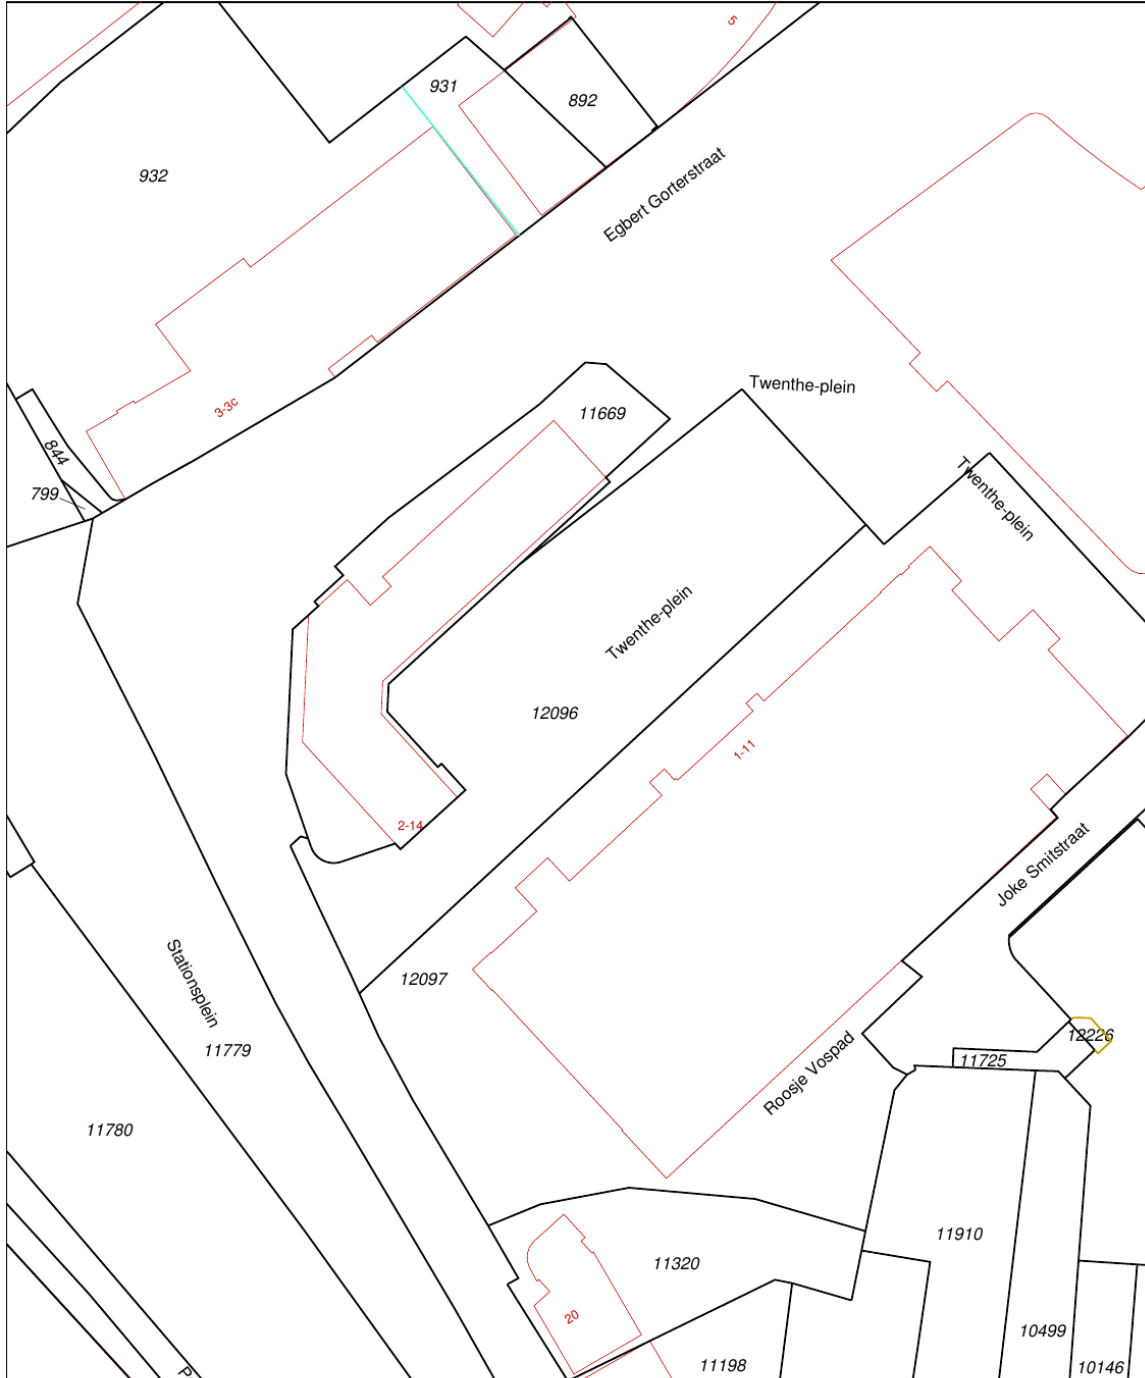 5
931
892
932
Egbert Gorterstraat
Twenthe-plein
11669
3-3c
844
799
Twenthe-plein
Twenthe-plein
12096
1-11
2-14
Joke Smitstraat
Stationsplein
12097
12226
11779
11725
Roosje Vospad
11780
11910
11320
20
10499
11198
10146